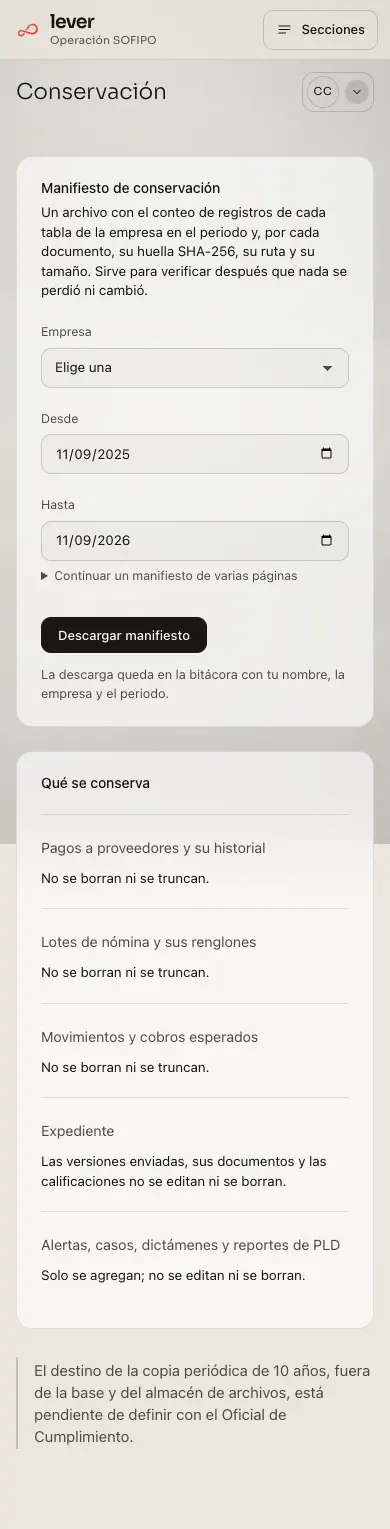 lever
Operación SOFIPO
Secciones
Conservación
CC
Manifiesto de conservación
Un archivo con el conteo de registros de cada
tabla de la empresa en el periodo y, por cada
documento, su huella SHA-256, su ruta y su
tamaño. Sirve para verificar después que nada se
perdió ni cambió.
Empresa
Elige una
Desde
11/09/2025
Hasta
11/09/2026
Continuar un manifiesto de varias páginas
Descargar manifiesto
La descarga queda en la bitácora con tu nombre, la
empresa y el periodo.
Qué se conserva
Pagos a proveedores y su historial
No se borran ni se truncan.
Lotes de nómina y sus renglones
No se borran ni se truncan.
Movimientos y cobros esperados
No se borran ni se truncan.
Expediente
Las versiones enviadas, sus documentos y las
calificaciones no se editan ni se borran.
Alertas, casos, dictámenes y reportes de PLD
Solo se agregan; no se editan ni se borran.
El destino de la copia periódica de 10 años, fuera
de la base y del almacén de archivos, está
pendiente de definir con el Oficial de
Cumplimiento.